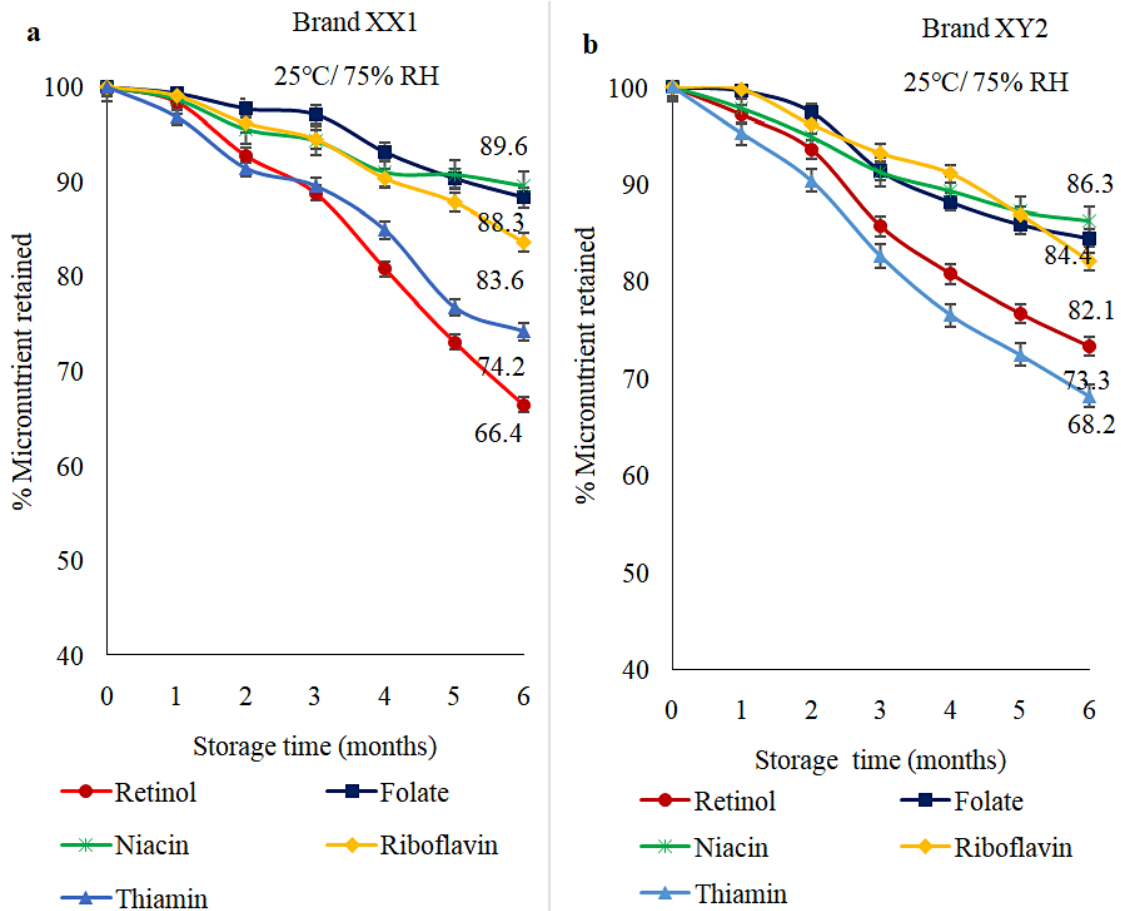 a
Brand XX1
25°C/ 75% RH
% Micronutrient retained
100
90
80
70
60
50
40
89.6
88.3
83.6
74.2
66.4
0 1 2 3 4 5 6
Storage time (months)
Retinol Folate
Niacin Riboflavin
Thiamin
b
Brand XY2
25°C/ 75% RH
% Micronutrient retained
100
90
80
70
60
50
40
86.3
84.4
82.1
73.3
68.2
0 1 2 3 4 5 6
Storage time (months)
Retinol Folate
Niacin Riboflavin
Thiamin